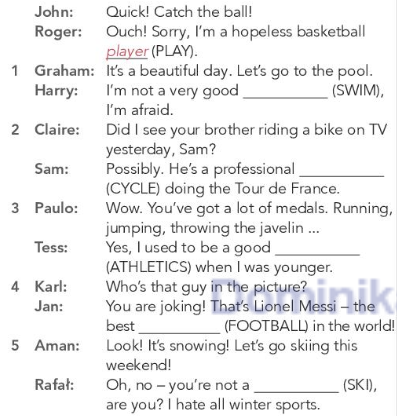 John: Quick! Catch the ball!
Roger: Ouch! Sorry, I'm a hopeless basketball
player (PLAY).
1 Graham: It's a beautiful day. Let's go to the pool.
Harry: I'm not a very good __________ (SWIM),
I'm afraid.
2 Claire: Did I see your brother riding a bike on TV
yesterday, Sam?
Sam: Possibly. He's a professional __________
(CYCLE) doing the Tour de France.
3 Paulo: Wow. You've got a lot of medals. Running,
jumping, throwing the javelin ...
Tess: Yes, I used to be a good __________
(ATHLETICS) when I was younger.
4 Karl: Who's that guy in the picture?
Jan: You are joking! That's Lionel Messi – the
best __________ (FOOTBALL) in the world!
5 Aman: Look! It's snowing! Let's go skiing this
weekend!
Rafał: Oh, no – you're not a __________ (SKI),
are you? I hate all winter sports.
Dominik